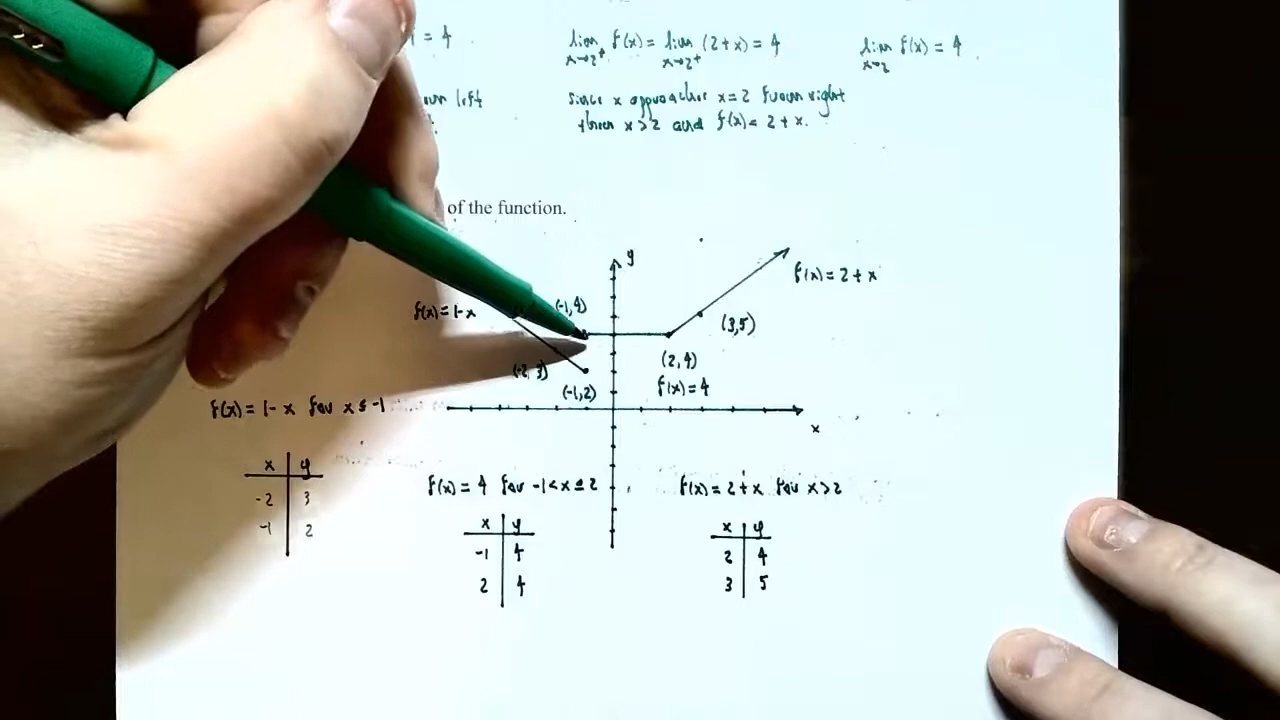 = 4
lim f(x) = lim (2+x) = 4
x→2⁺ x→2⁺
lim f(x) = 4
x→2
left
since x approaches x=2 from right
then x>2 and f(x)= 2+x.
of the function.
y
f(x)=2+x
(-1,4)
f(x)=1-x
(3,5)
(2,4)
(-2,3)
(-1,2)
f(x)=4
x
f(x)= 1-x for x≤-1
x y
-2 3
-1 2
f(x)= 4 for -1<x≤2
x y
-1 4
2 4
f(x)=2+x for x>2
x y
2 4
3 5